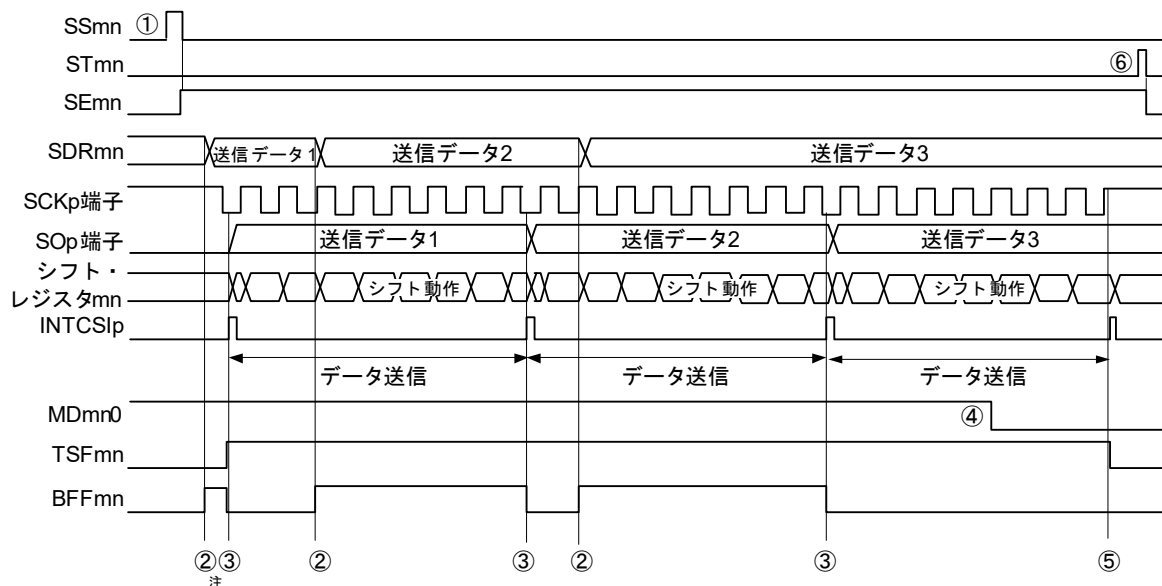 SSmn ①
STmn ⑥
SEmn
SDRmn 送信データ1 送信データ2 送信データ3
SCKp端子
SOp端子 送信データ1 送信データ2 送信データ3
シフト・
レジスタmn シフト動作 シフト動作 シフト動作
INTCSIp
データ送信 データ送信 データ送信
MDmn0 ④
TSFmn
BFFmn
② ③ ② ③ ② ③ ⑤
注